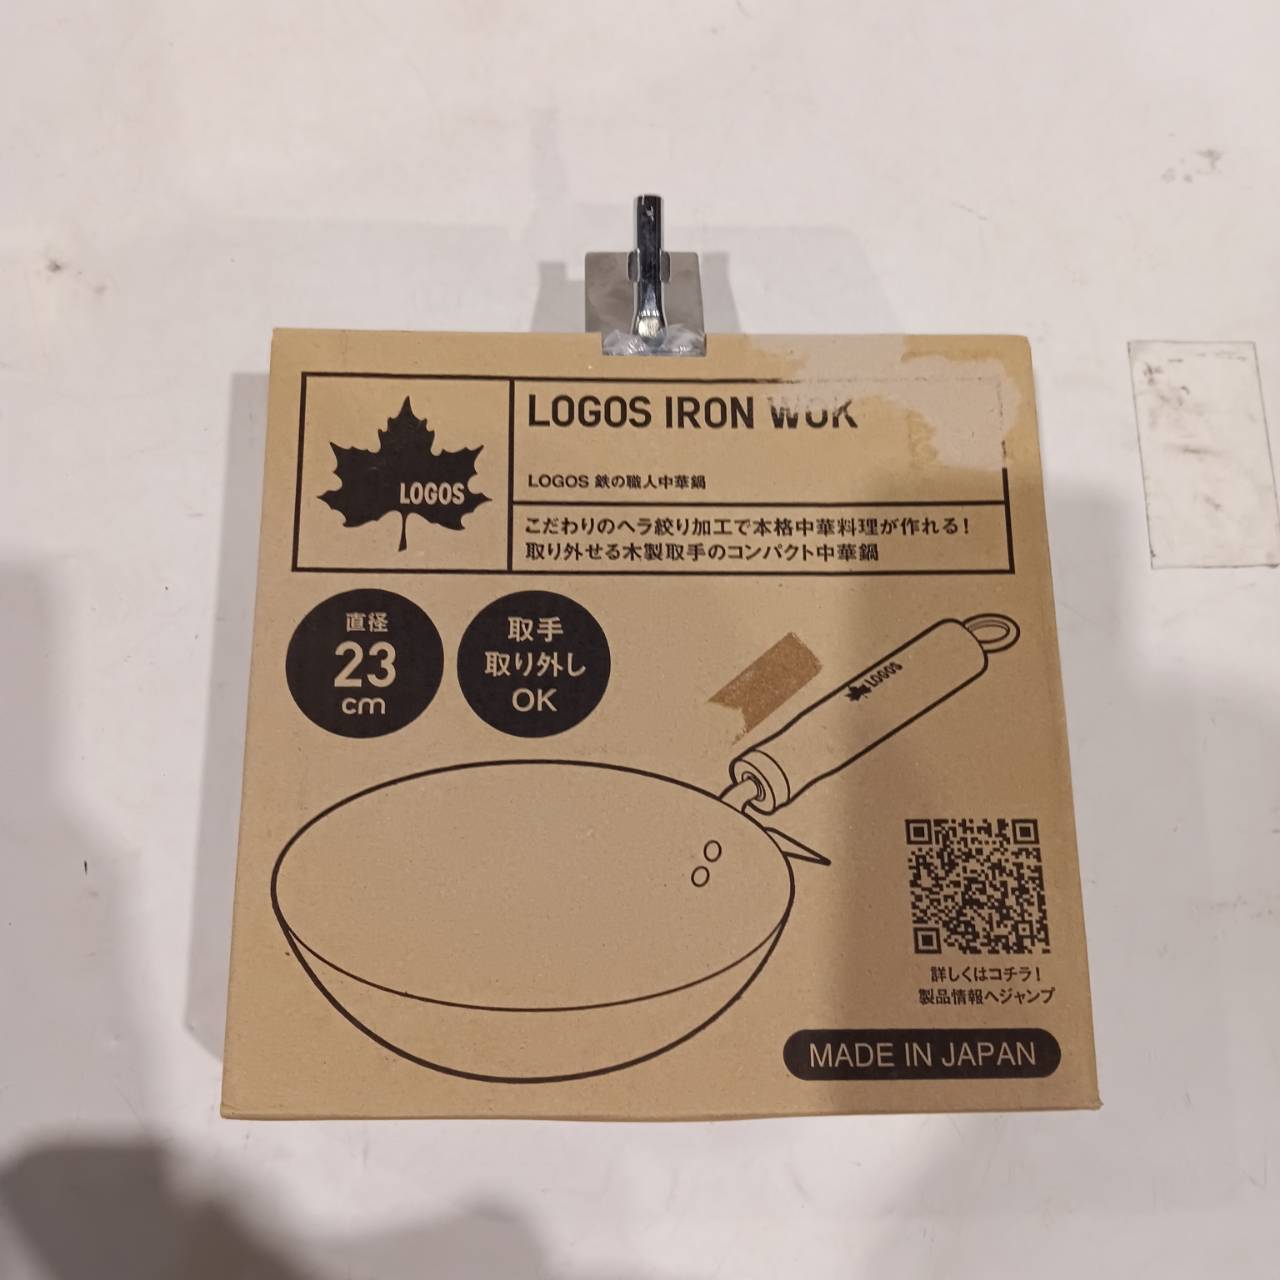 LOGOS
LOGOS IRON WOK
LOGOS 鉄の職人中華鍋
こだわりのヘラ絞り加工で本格中華料理が作れる!
取り外せる木製取手のコンパクト中華鍋
直径
23
cm
取手
取り外し
OK
LOGOS
詳しくはコチラ!
製品情報へジャンプ
MADE IN JAPAN